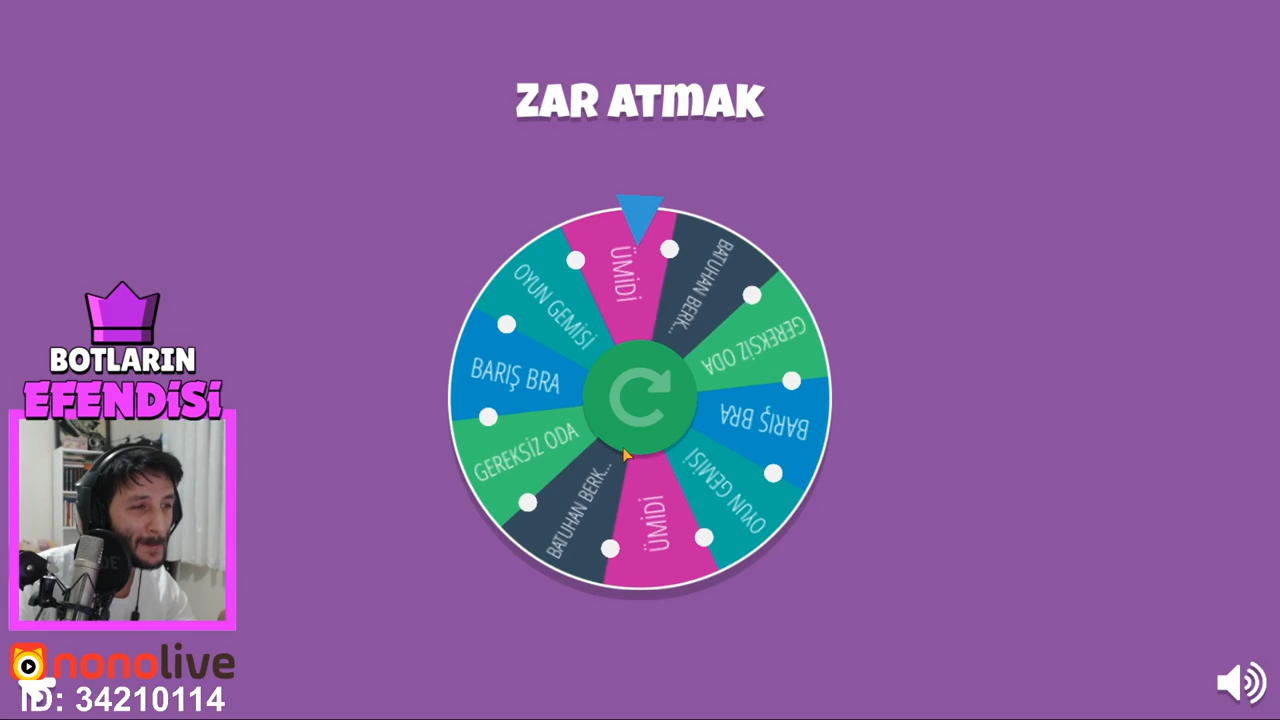 ZAR ATMAK
ÜMİDİ
BATUHAN BERK...
GEREKSİZ ODA
BARIŞ BRA
OYUN GEMİSİ
ÜMİDİ
BATUHAN BERK...
GEREKSİZ ODA
BARIŞ BRA
OYUN GEMİSİ
BOTLARIN
EFENDİSİ
nonolive
ID: 34210114